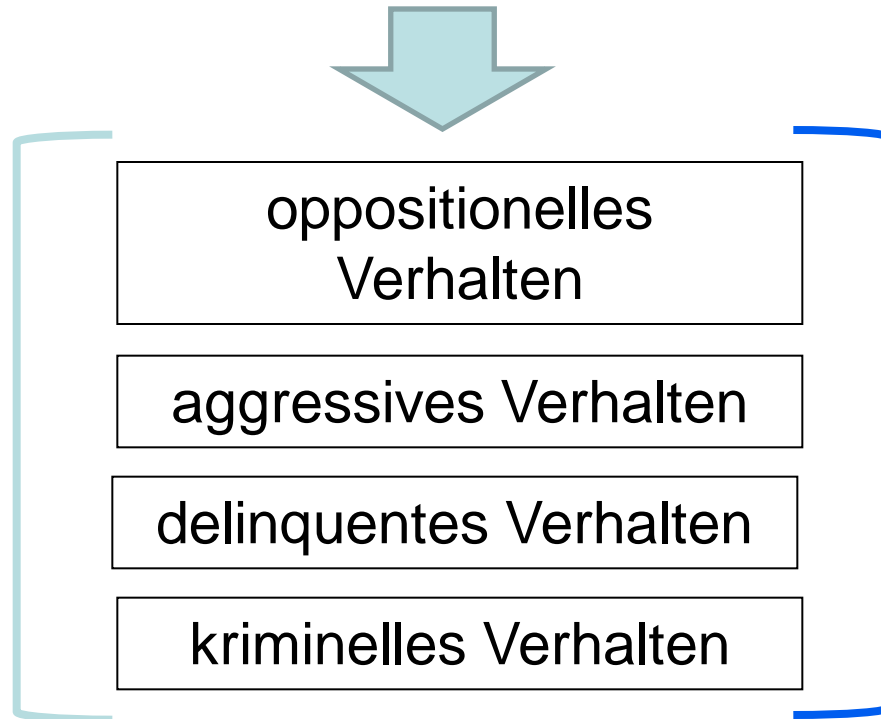 oppositionelles
Verhalten
aggressives Verhalten
delinquentes Verhalten
kriminelles Verhalten